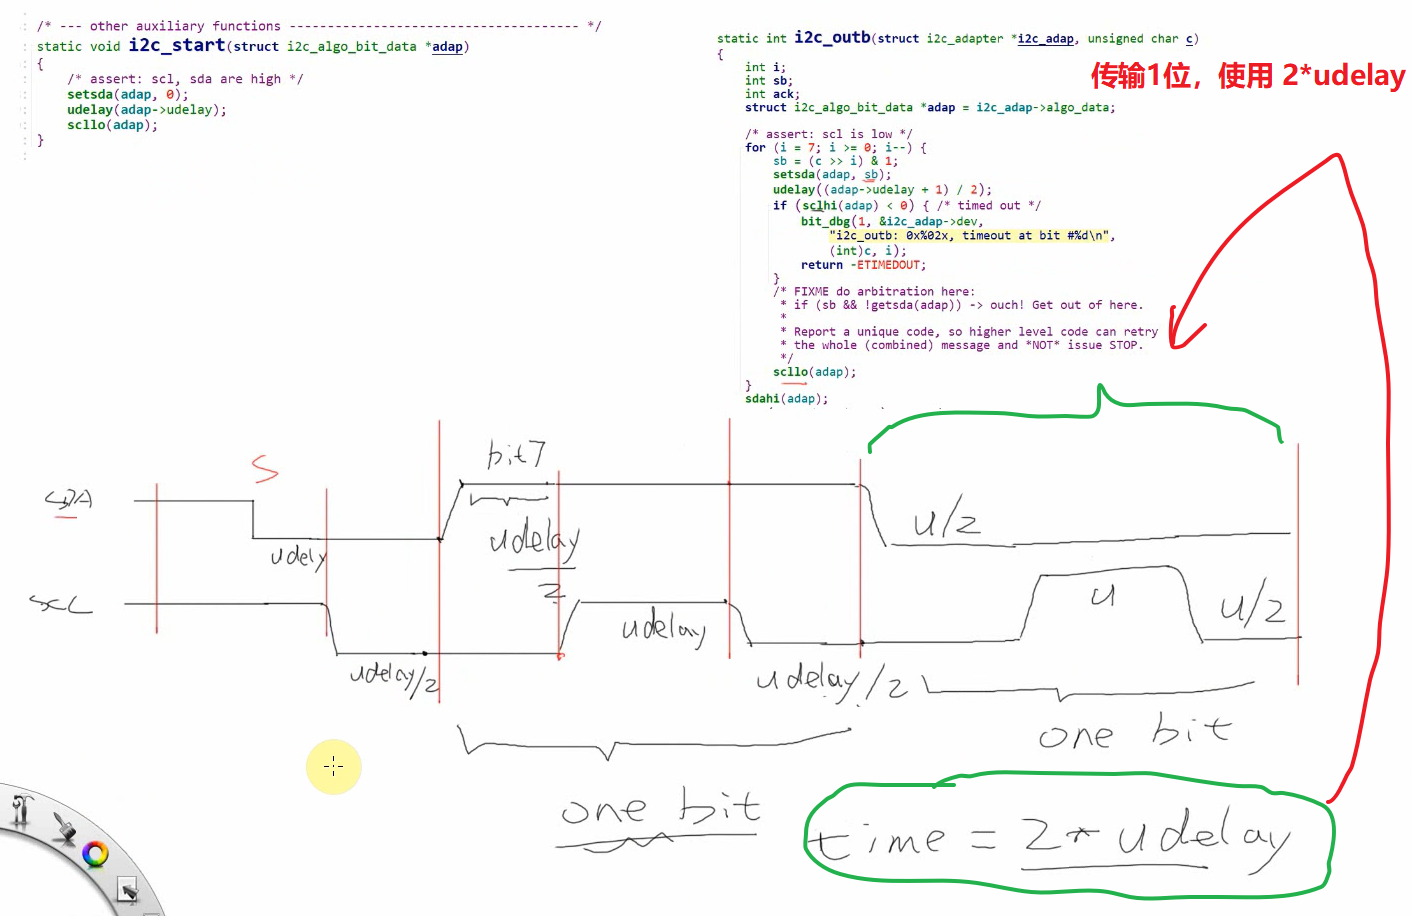 /* --- other auxiliary functions -------------------------------------- */
static void i2c_start(struct i2c_algo_bit_data *adap)
{
/* assert: scl, sda are high */
setsda(adap, 0);
udelay(adap->udelay);
scllo(adap);
}
static int i2c_outb(struct i2c_adapter *i2c_adap, unsigned char c)
{
int i;
int sb;
int ack;
struct i2c_algo_bit_data *adap = i2c_adap->algo_data;
传输1位，使用 2*udelay
/* assert: scl is low */
for (i = 7; i >= 0; i--) {
sb = (c >> i) & 1;
setsda(adap, sb);
udelay((adap->udelay + 1) / 2);
if (sclhi(adap) < 0) { /* timed out */
bit_dbg(1, &i2c_adap->dev,
"i2c_outb: 0x%02x, timeout at bit #%d\n",
(int)c, i);
return -ETIMEDOUT;
}
/* FIXME do arbitration here:
* if (sb && !getsda(adap)) -> ouch! Get out of here.
*
* Report a unique code, so higher level code can retry
* the whole (combined) message and *NOT* issue STOP.
*/
scllo(adap);
}
sdahi(adap);
S
bit7
SDA
udely
udelay
2
u/2
SCL
udelay
u
u/2
udelay/2
udelay/2
one bit
one bit
time = 2* udelay